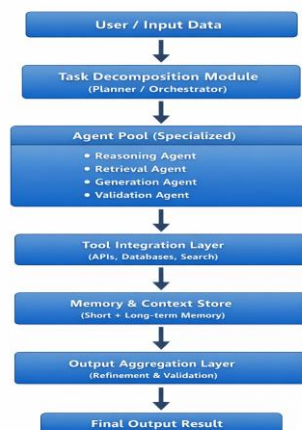 User / Input Data
Task Decomposition Module
(Planner / Orchestrator)
Agent Pool (Specialized)
• Reasoning Agent
• Retrieval Agent
• Generation Agent
• Validation Agent
Tool Integration Layer
(APIs, Databases, Search)
Memory & Context Store
(Short + Long-term Memory)
Output Aggregation Layer
(Refinement & Validation)
Final Output Result